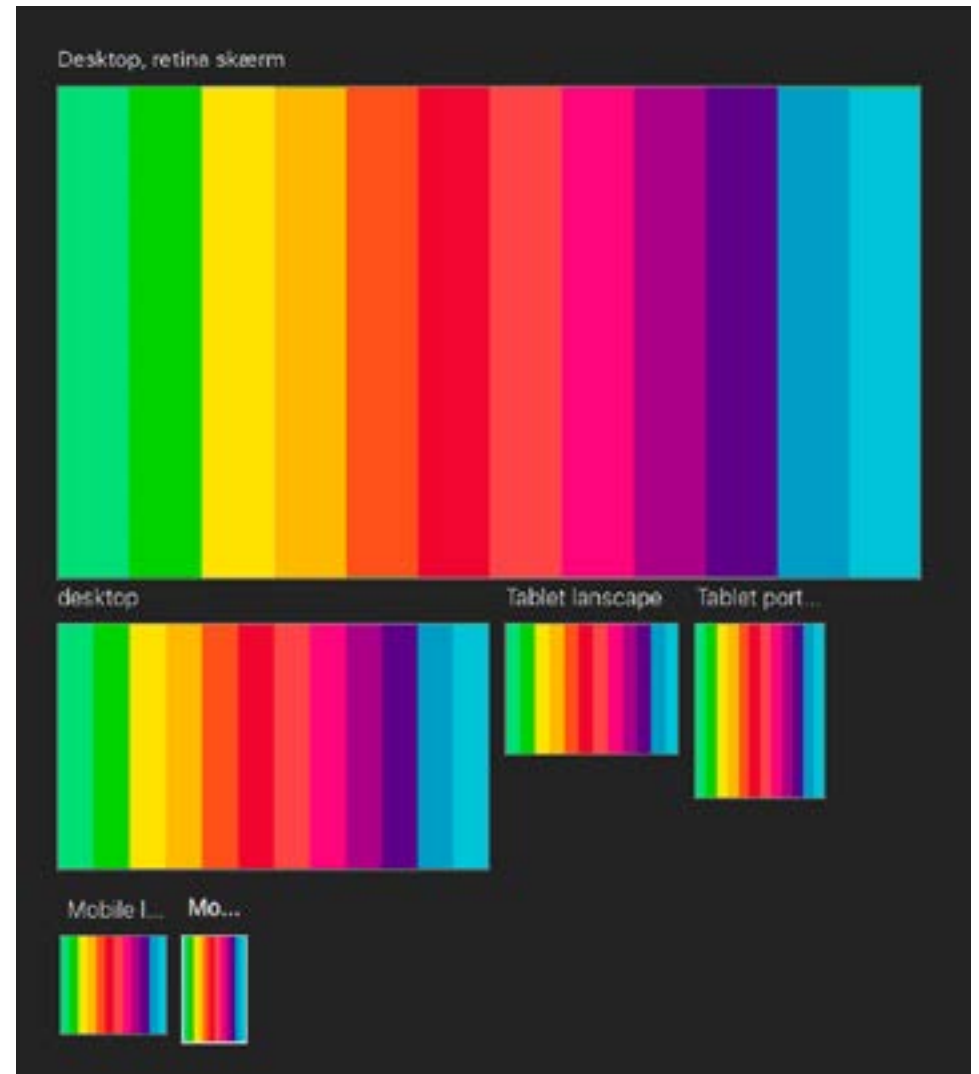 Desktop, retina skærm
desktop
Tablet lanscape
Tablet port...
Mobile l...
Mo...